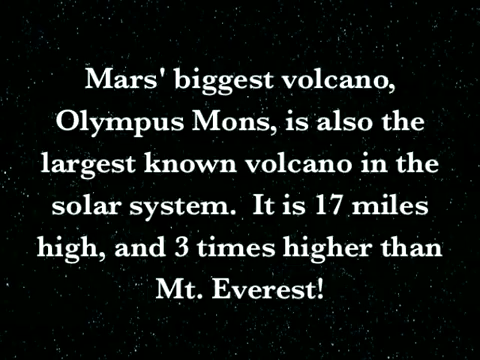 Mars' biggest volcano,
Olympus Mons, is also the
largest known volcano in the
solar system.  It is 17 miles
high, and 3 times higher than
Mt. Everest!